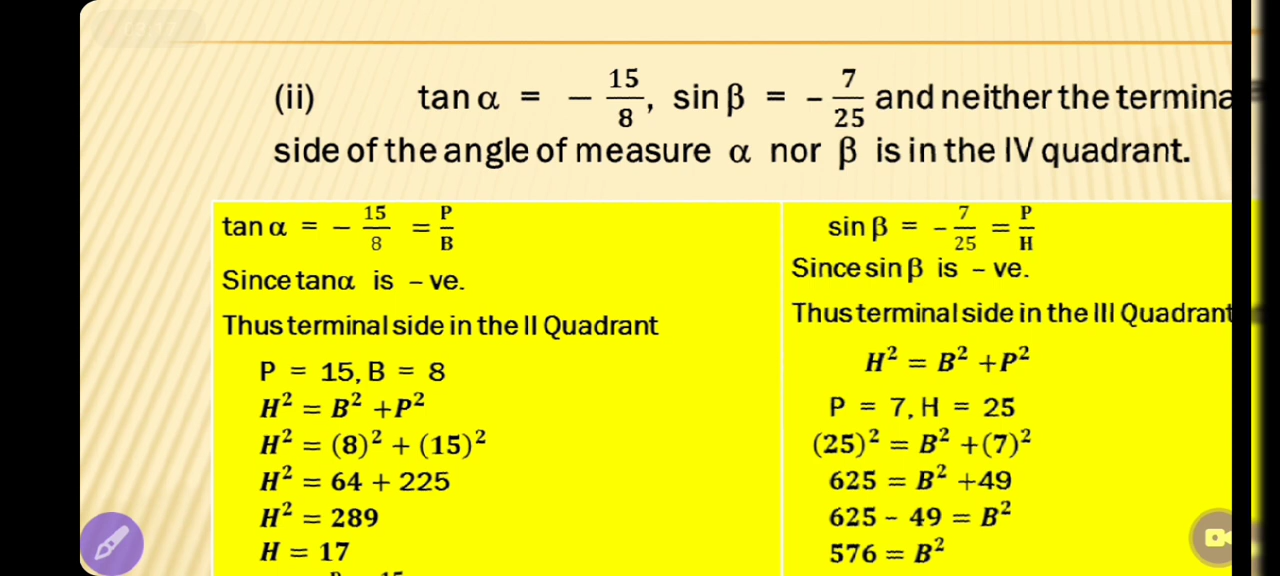 (ii) tan α = − 15/8, sin β = - 7/25 and neither the termina
side of the angle of measure α nor β is in the IV quadrant.
tan α = − 15/8 = P/B
Since tanα is – ve.
Thus terminal side in the II Quadrant
P = 15, B = 8
H² = B² +P²
H² = (8)² + (15)²
H² = 64 + 225
H² = 289
H = 17
sin β = - 7/25 = P/H
Since sin β is – ve.
Thus terminal side in the III Quadrant
H² = B² +P²
P = 7, H = 25
(25)² = B² +(7)²
625 = B² +49
625 - 49 = B²
576 = B²